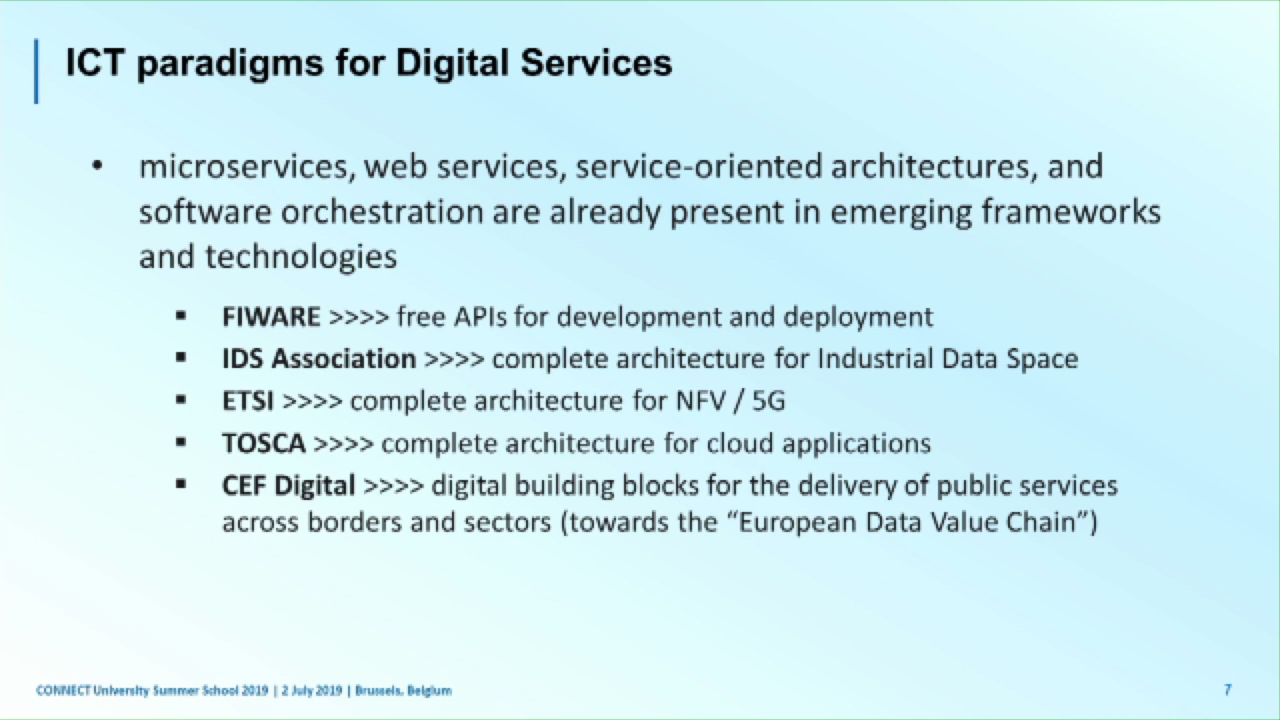 ICT paradigms for Digital Services
• microservices, web services, service-oriented architectures, and
software orchestration are already present in emerging frameworks
and technologies
▪ FIWARE >>>> free APIs for development and deployment
▪ IDS Association >>>> complete architecture for Industrial Data Space
▪ ETSI >>>> complete architecture for NFV / 5G
▪ TOSCA >>>> complete architecture for cloud applications
▪ CEF Digital >>>> digital building blocks for the delivery of public services
across borders and sectors (towards the “European Data Value Chain”)
CONNECT University Summer School 2019 | 2 July 2019 | Brussels, Belgium
7